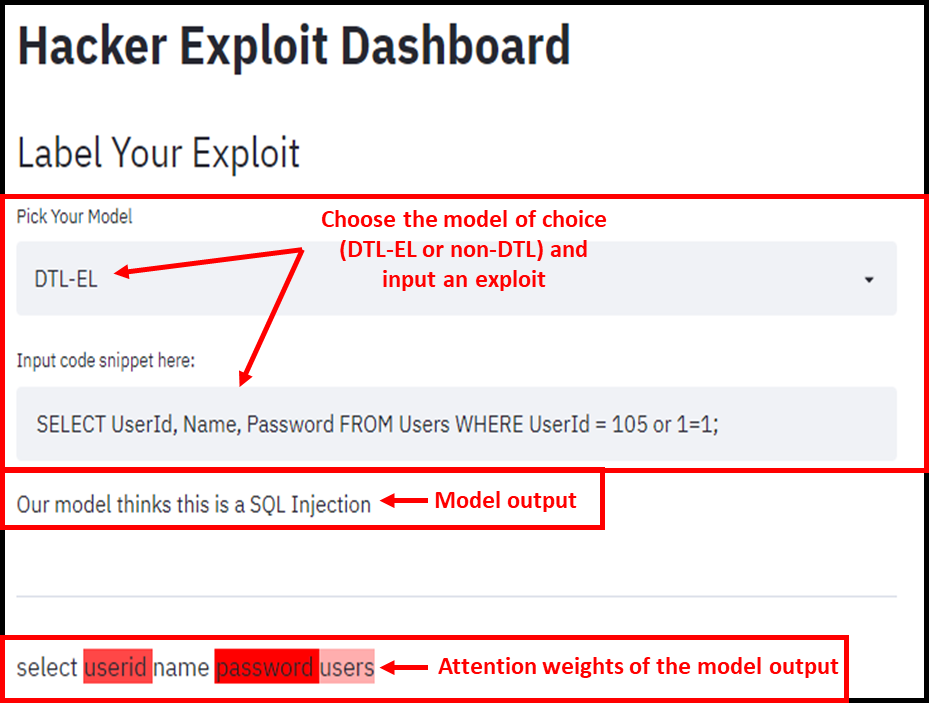 Hacker Exploit Dashboard
Label Your Exploit
Pick Your Model
Choose the model of choice
(DTL-EL or non-DTL) and
input an exploit
DTL-EL
Input code snippet here:
SELECT UserId, Name, Password FROM Users WHERE UserId = 105 or 1=1;
Our model thinks this is a SQL Injection
Model output
select userid name password users
Attention weights of the model output